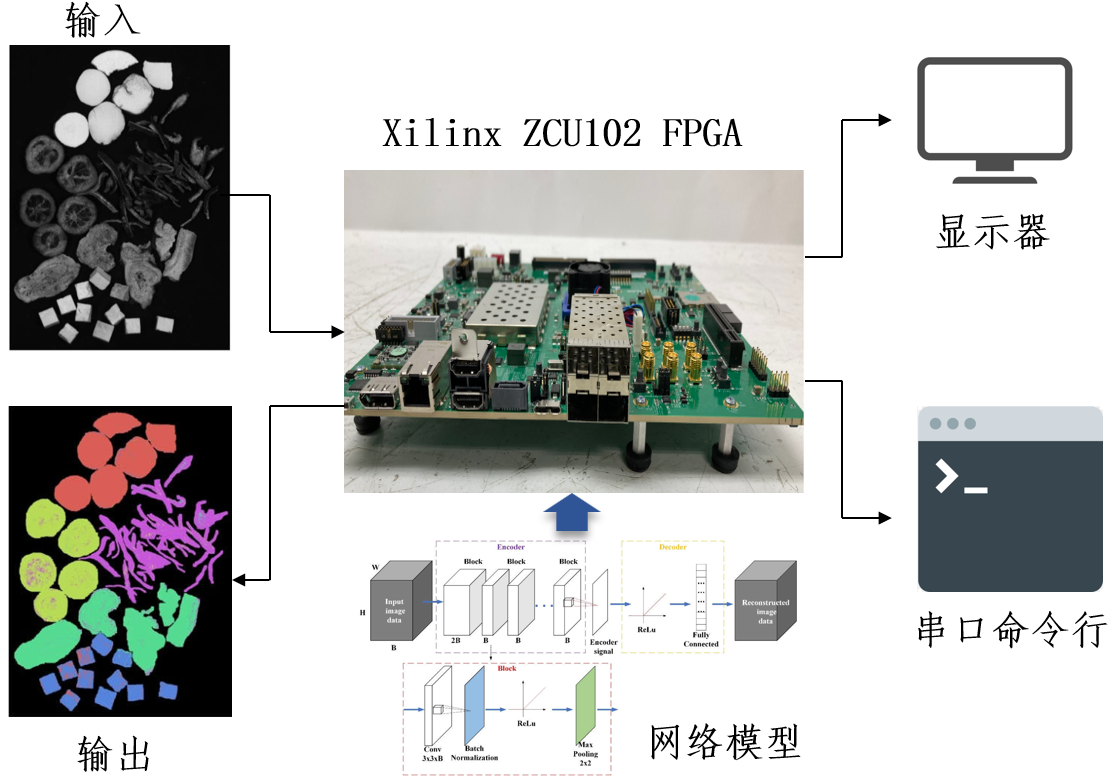 输入
Xilinx ZCU102 FPGA
显示器
串口命令行
输出
网络模型
Encoder
Decoder
W
H
B
Input
image
data
Block
Block
Block
2B
B
B
B
Encoder
signal
ReLu
Fully
Connected
Reconstructed
image
data
Block
Conv
3x3xB
Batch
Normalization
ReLu
Max
Pooling
2x2